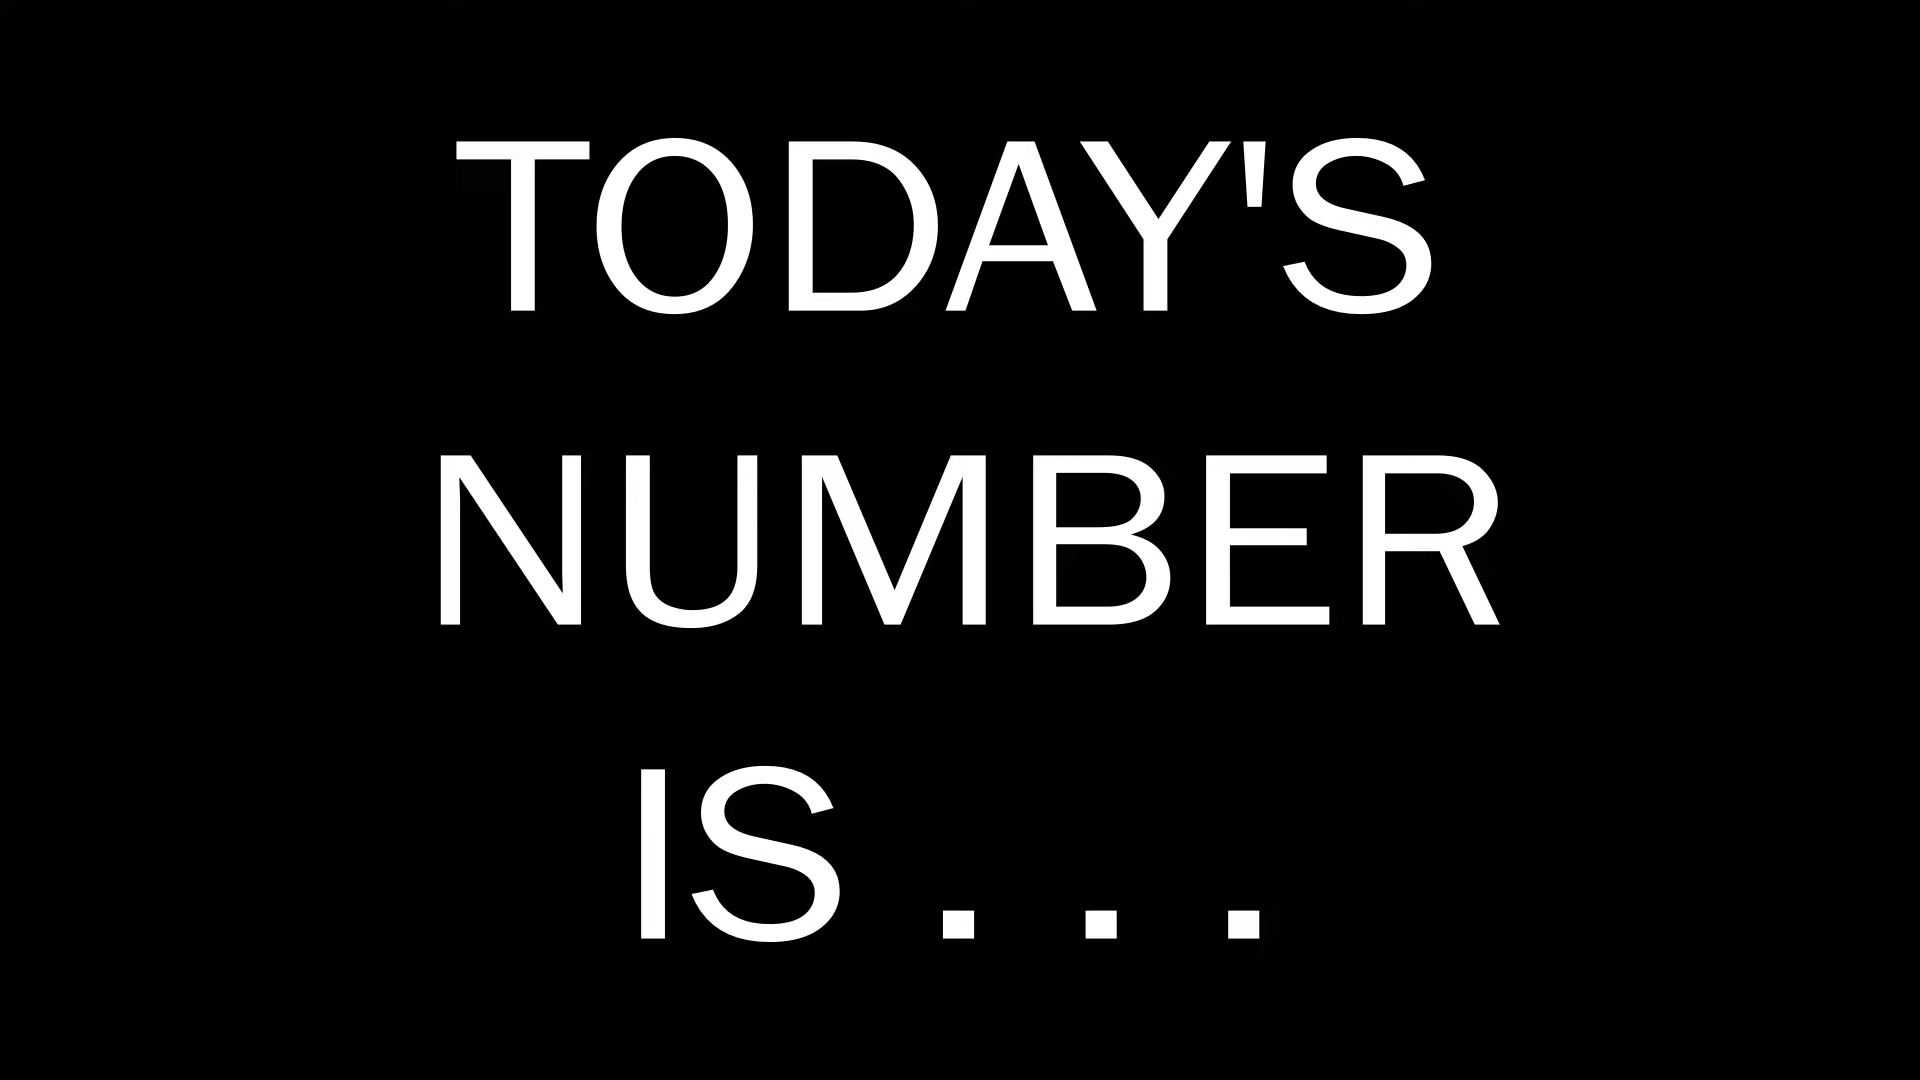 TODAY'S
NUMBER
IS . . .